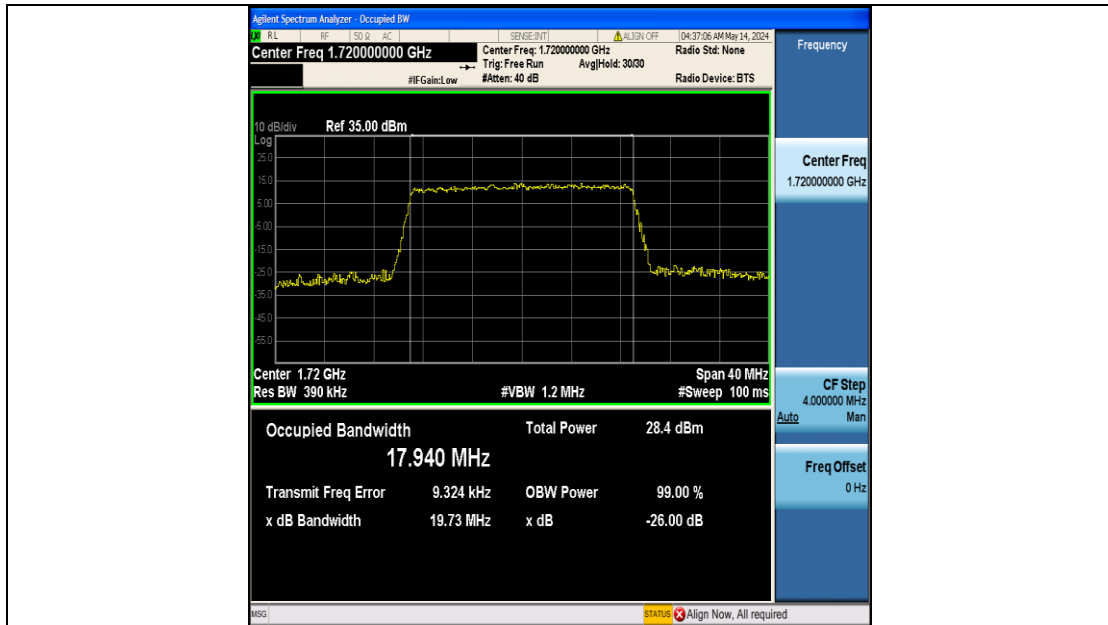 Agilent Spectrum Analyzer - Occupied BW
RL RF 50 Ω AC SENSE:INT ALIGN OFF 04:37:06 AM May 14, 2024
Center Freq 1.720000000 GHz Center Freq: 1.720000000 GHz Radio Std: None
Trig: Free Run Avg|Hold: 30/30
#IFGain:Low #Atten: 40 dB Radio Device: BTS
10 dB/div Ref 35.00 dBm
Log
25.0
15.0
5.00
-5.00
-15.0
-25.0
-35.0
-45.0
-55.0
Center 1.72 GHz Span 40 MHz
Res BW 390 kHz #VBW 1.2 MHz #Sweep 100 ms
Occupied Bandwidth Total Power 28.4 dBm
17.940 MHz
Transmit Freq Error 9.324 kHz OBW Power 99.00 %
x dB Bandwidth 19.73 MHz x dB -26.00 dB
Frequency
Center Freq
1.720000000 GHz
CF Step
4.000000 MHz
Auto Man
Freq Offset
0 Hz
MSG STATUS Align Now, All required